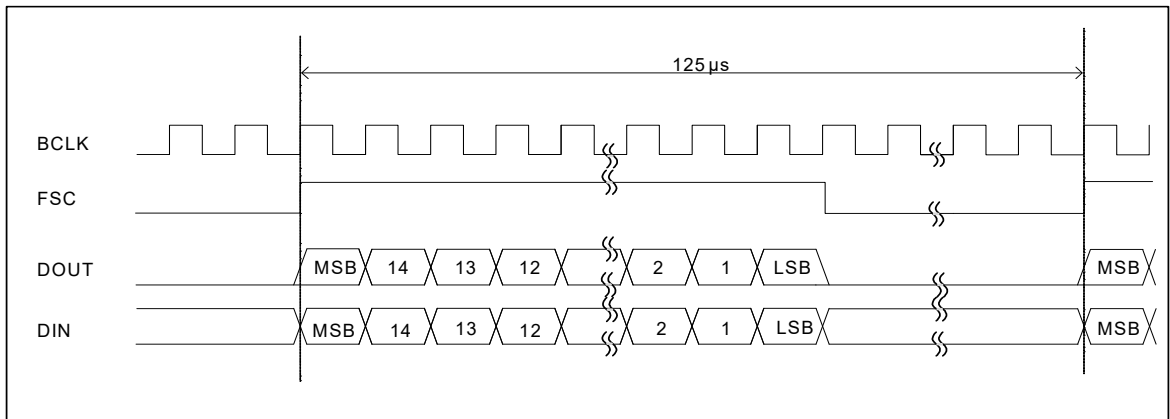 125µs
BCLK
FSC
DOUT MSB 14 13 12 2 1 LSB MSB
DIN MSB 14 13 12 2 1 LSB MSB